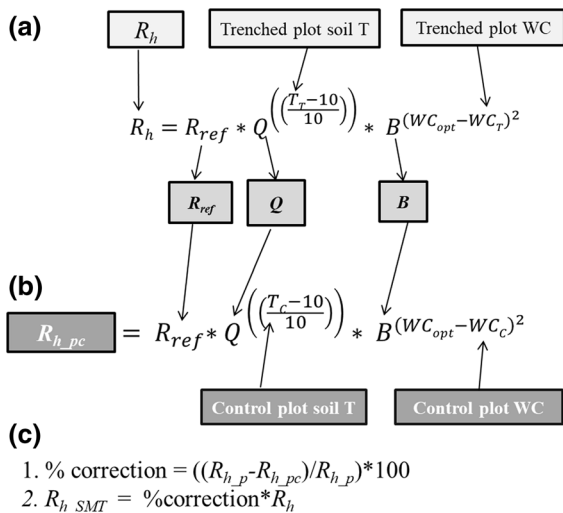 (a)
R_h
Trenched plot soil T
Trenched plot WC
R_h = R_ref * Q^((T_T−10)/10) * B^(WC_opt−WC_T)^2
R_ref
Q
B
(b)
R_h_pc = R_ref * Q^((T_C−10)/10) * B^(WC_opt−WC_C)^2
Control plot soil T
Control plot WC
(c)
1. % correction = ((R_h_p-R_h_pc)/R_h_p)*100
2. R_h SMT = %correction*R_h